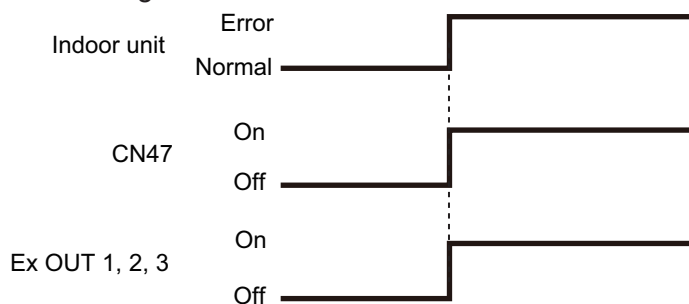 Error
Indoor unit
Normal
On
CN47
Off
On
Ex OUT 1, 2, 3
Off